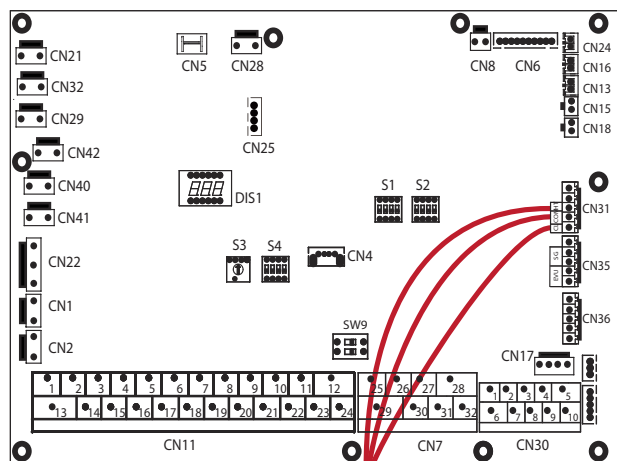 CN21
CN5
CN28
CN8
CN6
CN24
CN32
CN16
CN13
CN29
CN15
CN18
CN42
CN25
CN40
DIS1
S1
S2
CN41
CN31
CN22
S3
S4
CN4
SG
EVU
CN35
CN1
CN36
CN2
SW9
CN17
1 2 3 4 5 6 7 8 9 10 11 12
25 26 27 28
1 2 3 4 5
13 14 15 16 17 18 19 20 21 22 23 24
29 30 31 32
6 7 8 9 10
CN11
CN7
CN30